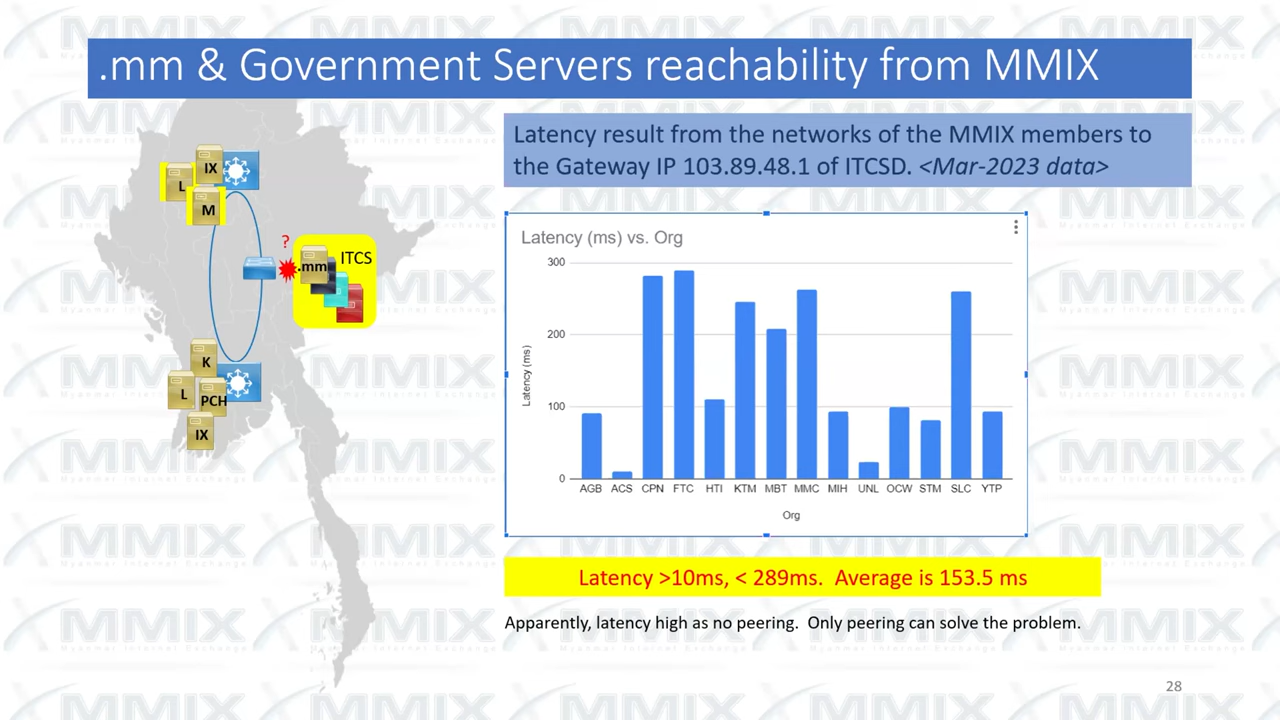 .mm & Government Servers reachability from MMIX
Latency result from the networks of the MMIX members to
the Gateway IP 103.89.48.1 of ITCSD. <Mar-2023 data>
IX
L
M
?
.mm
ITCS
K
L
PCH
IX
Latency (ms) vs. Org
300
200
100
0
Latency (ms)
AGB ACS CPN FTC HTI KTM MBT MMC MIH UNL OCW STM SLC YTP
Org
Latency >10ms, < 289ms. Average is 153.5 ms
Apparently, latency high as no peering. Only peering can solve the problem.
28
MMIX
Myanmar Internet Exchange